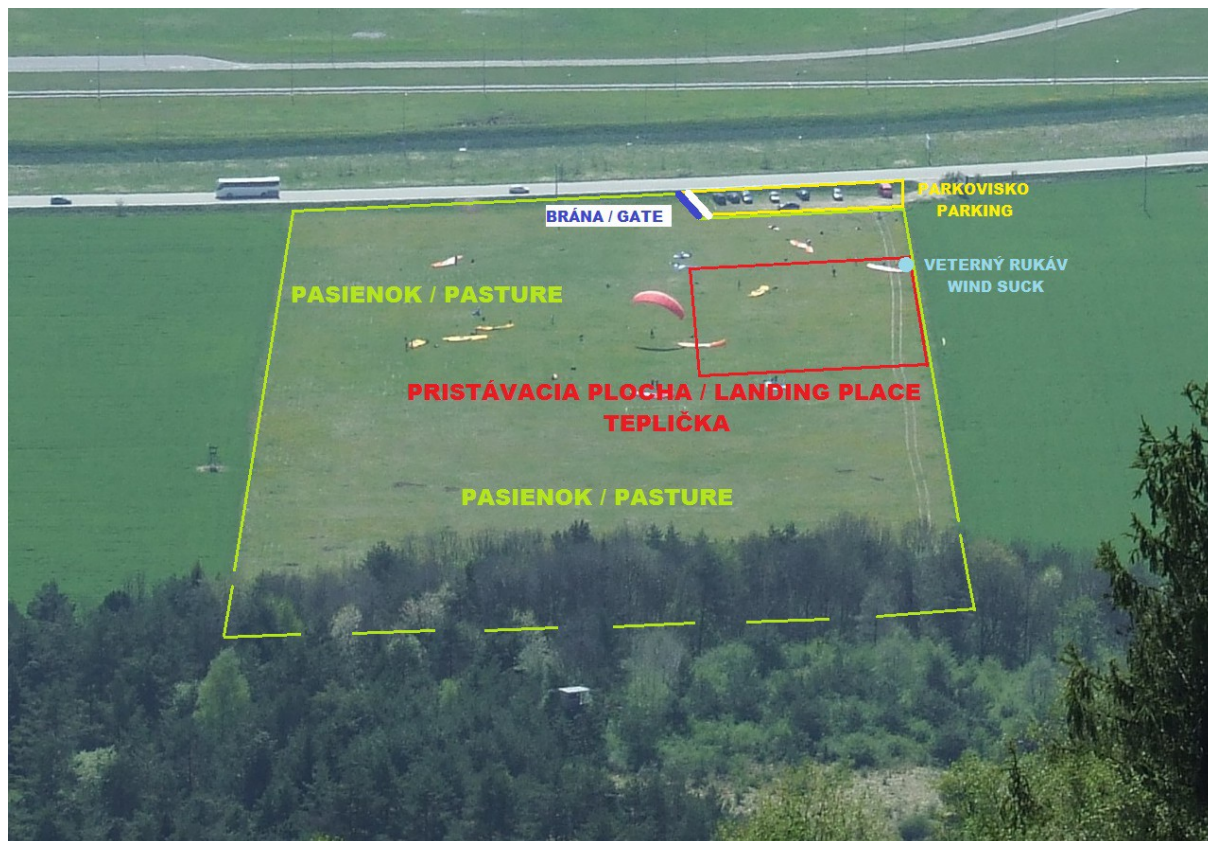 PARKOVISKO
PARKING
BRÁNA / GATE
VETERNÝ RUKÁV
WIND SUCK
PASIENOK / PASTURE
PRISTÁVACIA PLOCHA / LANDING PLACE
TEPLIČKA
PASIENOK / PASTURE